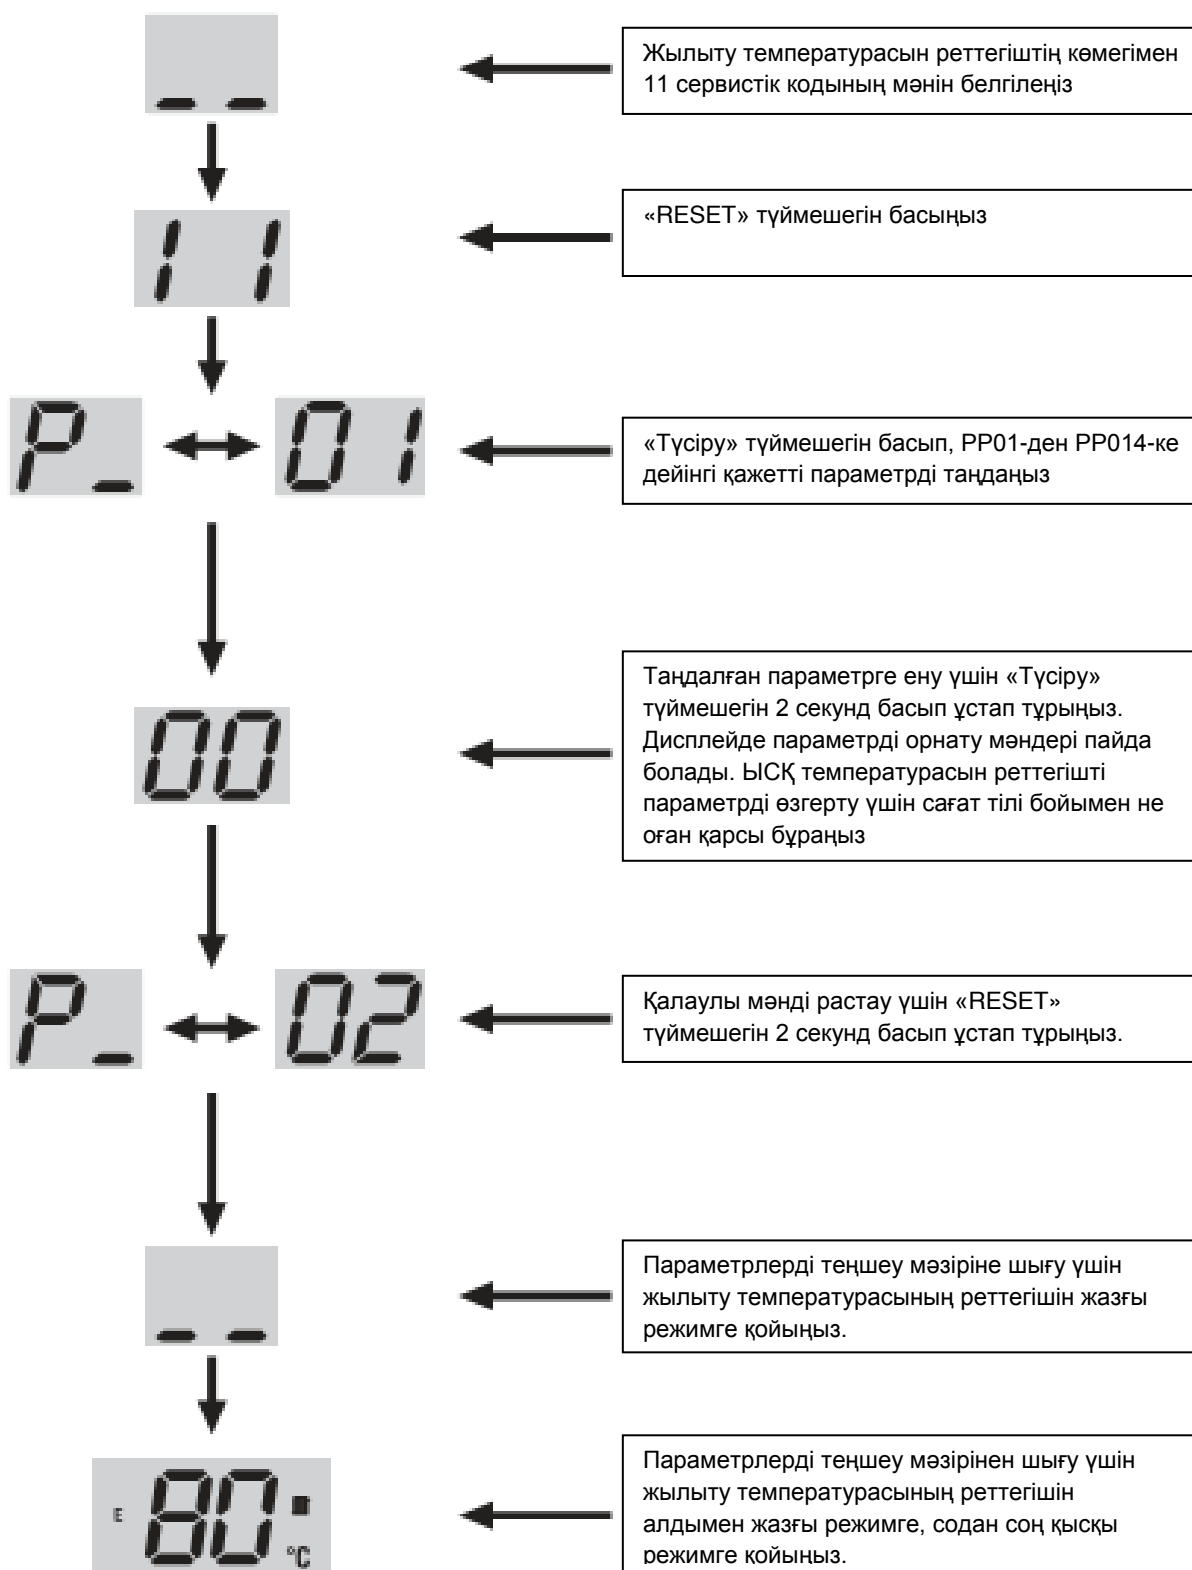 _ _
Жылыту температурасын реттегіштің көмегімен
11 сервистік кодының мәнін белгілеңіз
11
«RESET» түймешегін басыңыз
P_
01
«Түсіру» түймешегін басып, PP01-ден PP014-ке
дейінгі қажетті параметрді таңдаңыз
00
Таңдалған параметрге ену үшін «Түсіру»
түймешегін 2 секунд басып ұстап тұрыңыз.
Дисплейде параметрді орнату мәндері пайда
болады. ЫСҚ температурасын реттегішті
параметрді өзгерту үшін сағат тілі бойымен не
оған қарсы бұраңыз
P_
02
Қалаулы мәнді растау үшін «RESET»
түймешегін 2 секунд басып ұстап тұрыңыз.
_ _
Параметрлерді теңшеу мәзіріне шығу үшін
жылыту температурасының реттегішін жазғы
режимге қойыңыз.
E 80 °C
Параметрлерді теңшеу мәзірінен шығу үшін
жылыту температурасының реттегішін
алдымен жазғы режимге, содан соң қысқы
режимге қойыңыз.